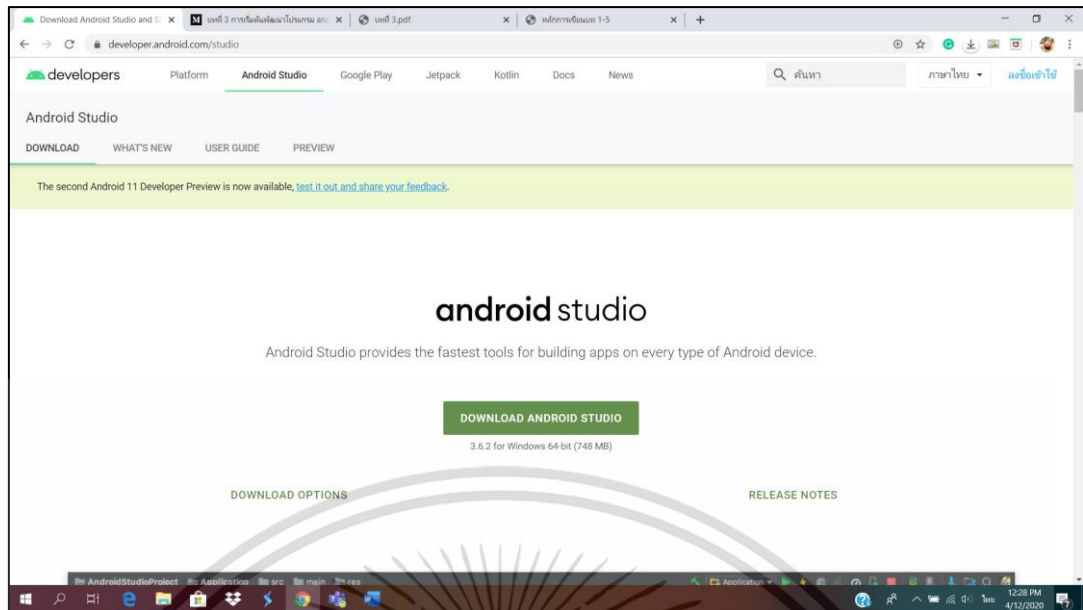 Download Android Studio and S
บทที่ 3 การเริ่มต้นพัฒนาโปรแกรม an
บทที่ 3.pdf
หลักการเขียนแบบ 1-5
developer.android.com/studio
developers
Platform
Android Studio
Google Play
Jetpack
Kotlin
Docs
News
ค้นหา
ภาษาไทย
ลงชื่อเข้าใช้
Android Studio
DOWNLOAD
WHAT'S NEW
USER GUIDE
PREVIEW
The second Android 11 Developer Preview is now available, test it out and share your feedback.
android studio
Android Studio provides the fastest tools for building apps on every type of Android device.
DOWNLOAD ANDROID STUDIO
3.6.2 for Windows 64-bit (748 MB)
DOWNLOAD OPTIONS
RELEASE NOTES
AndroidStudioProject
Application
src
main
res
Application
ไทย
12:28 PM
4/12/2020